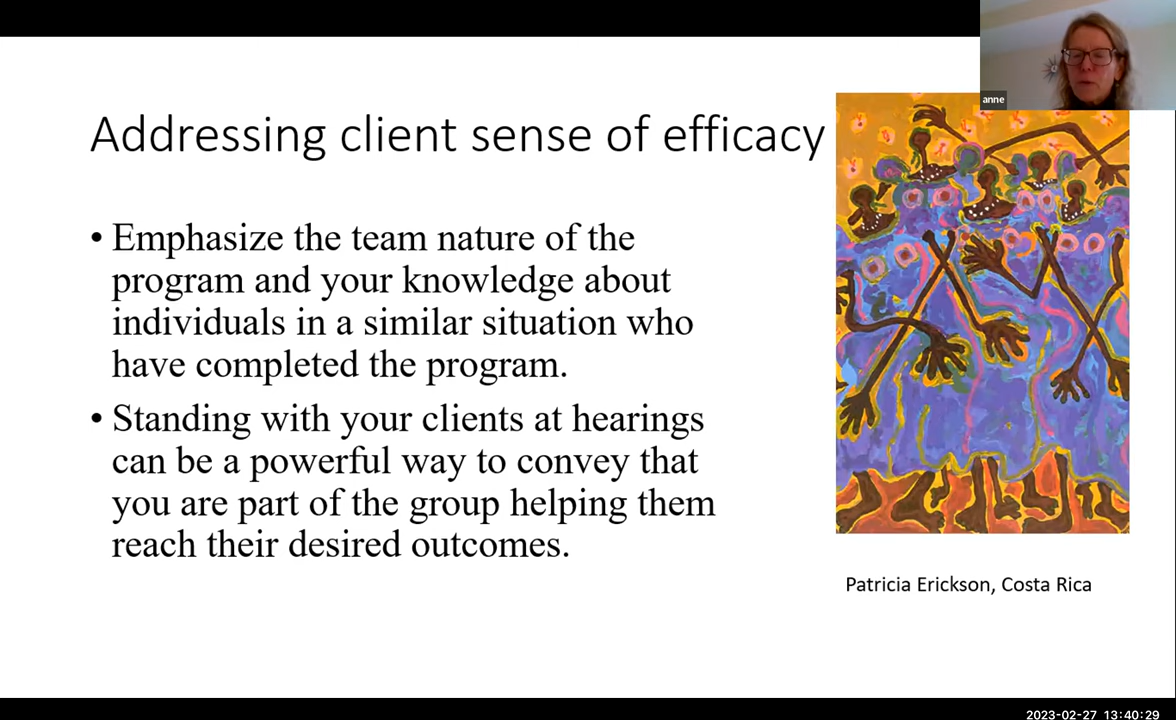 anne
Addressing client sense of efficacy
• Emphasize the team nature of the
program and your knowledge about
individuals in a similar situation who
have completed the program.
• Standing with your clients at hearings
can be a powerful way to convey that
you are part of the group helping them
reach their desired outcomes.
Patricia Erickson, Costa Rica
2023-02-27 13:40:29